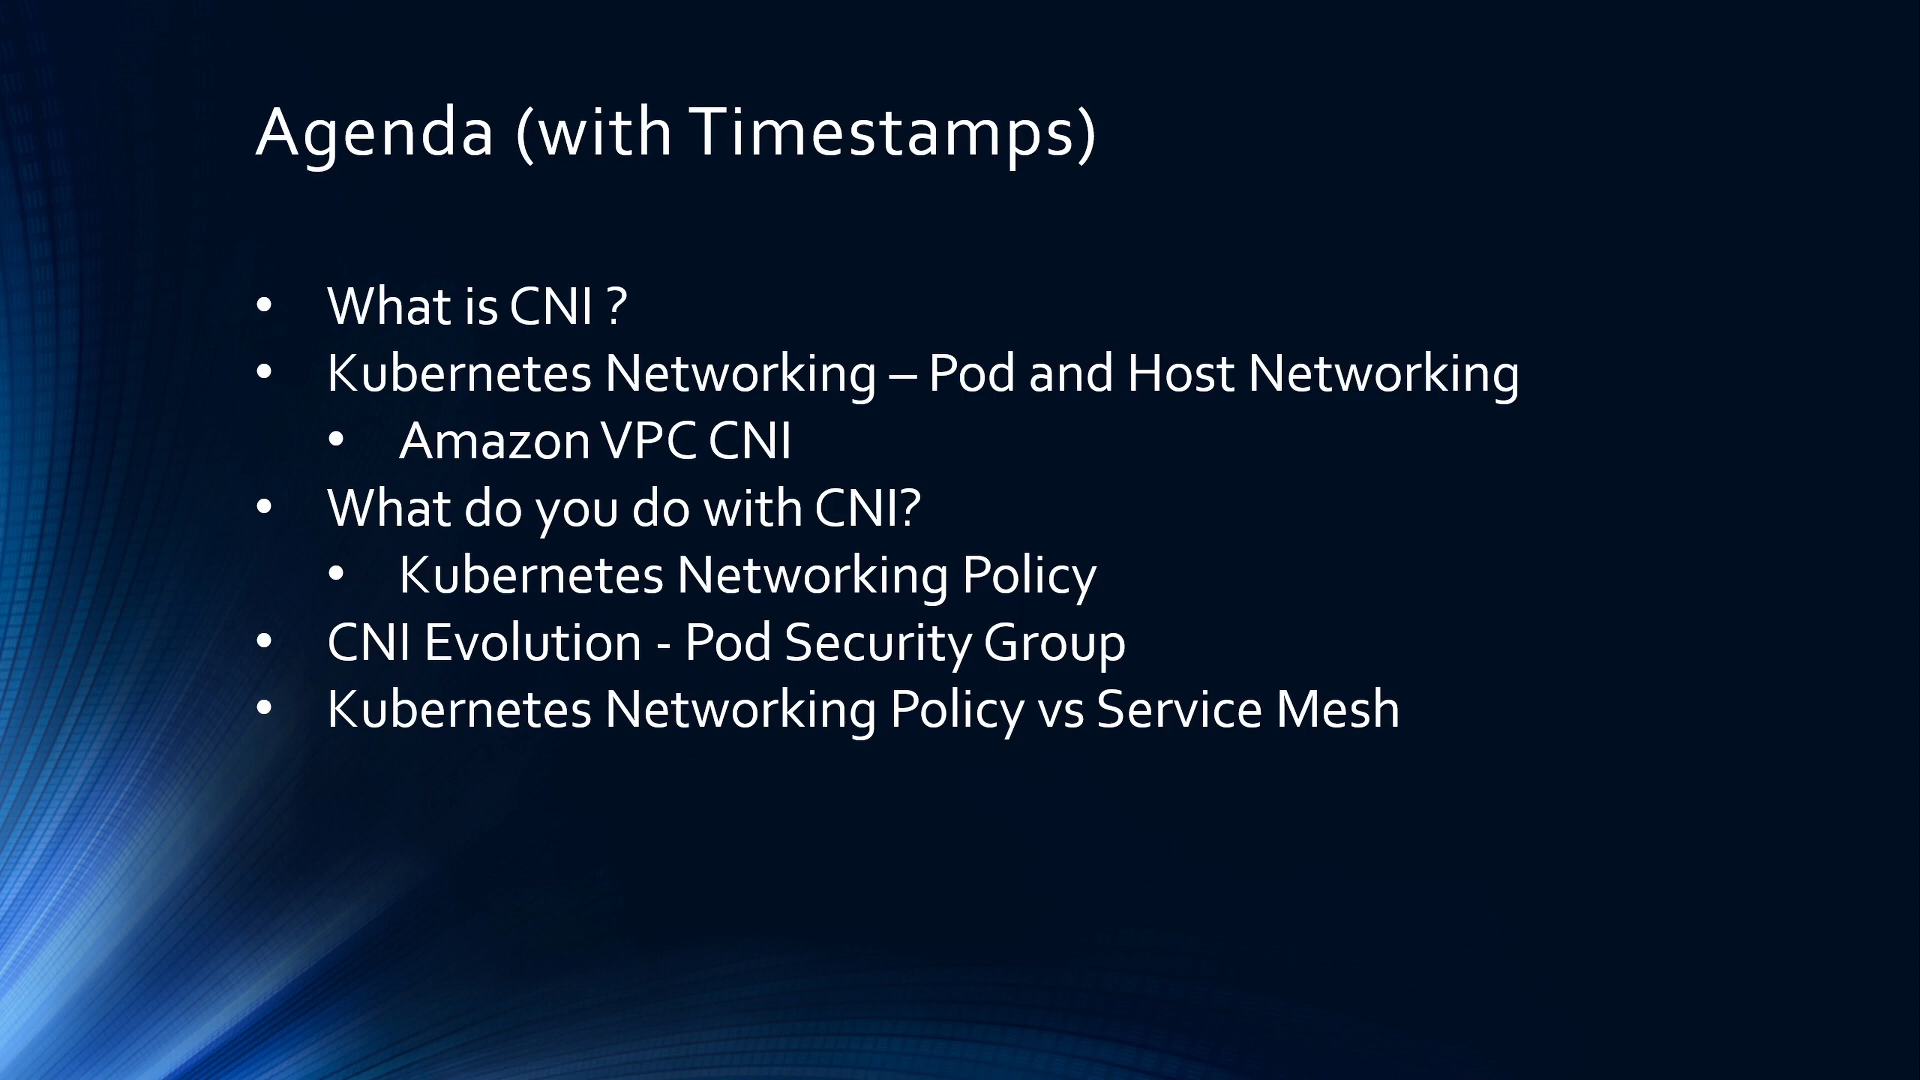 Agenda (with Timestamps)
• What is CNI ?
• Kubernetes Networking – Pod and Host Networking
• Amazon VPC CNI
• What do you do with CNI?
• Kubernetes Networking Policy
• CNI Evolution - Pod Security Group
• Kubernetes Networking Policy vs Service Mesh